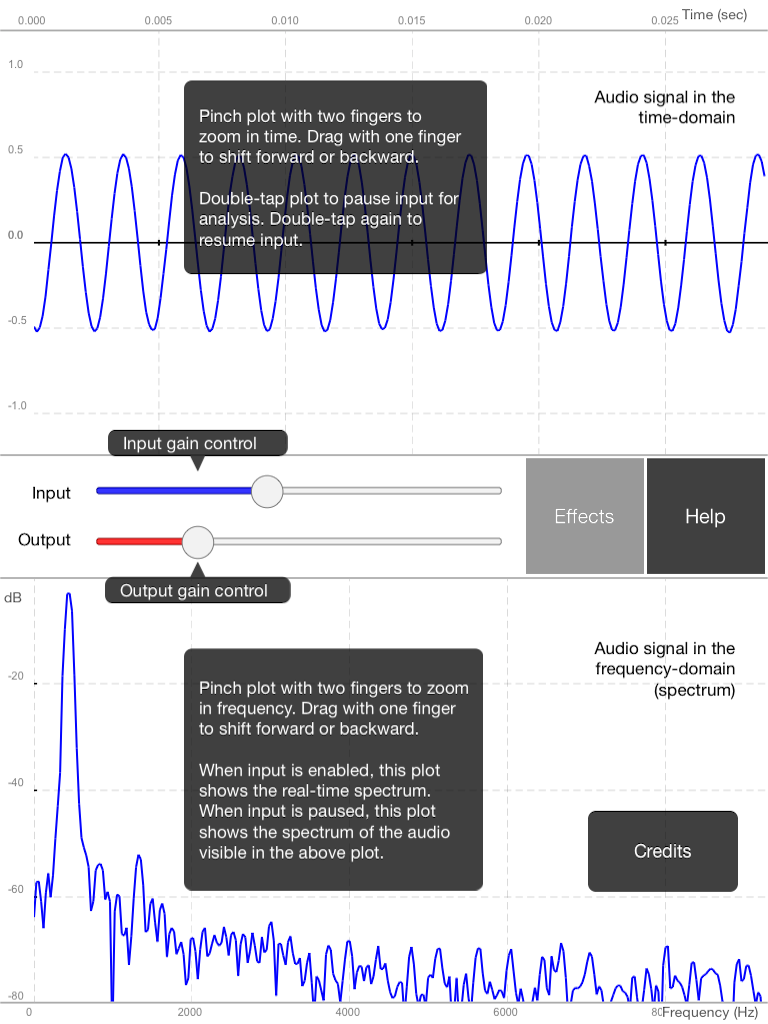 0.000 0.005 0.010 0.015 0.020 0.025 Time (sec)
1.0
Audio signal in the
time-domain
Pinch plot with two fingers to
zoom in time. Drag with one finger
to shift forward or backward.
0.5
Double-tap plot to pause input for
analysis. Double-tap again to
resume input.
0.0
-0.5
-1.0
Input gain control
Input
Effects
Help
Output
Output gain control
dB
Audio signal in the
frequency-domain
(spectrum)
-20
Pinch plot with two fingers to zoom
in frequency. Drag with one finger
to shift forward or backward.
When input is enabled, this plot
shows the real-time spectrum.
When input is paused, this plot
shows the spectrum of the audio
visible in the above plot.
-40
Credits
-60
-80
0 2000 4000 6000 80 Frequency (Hz)